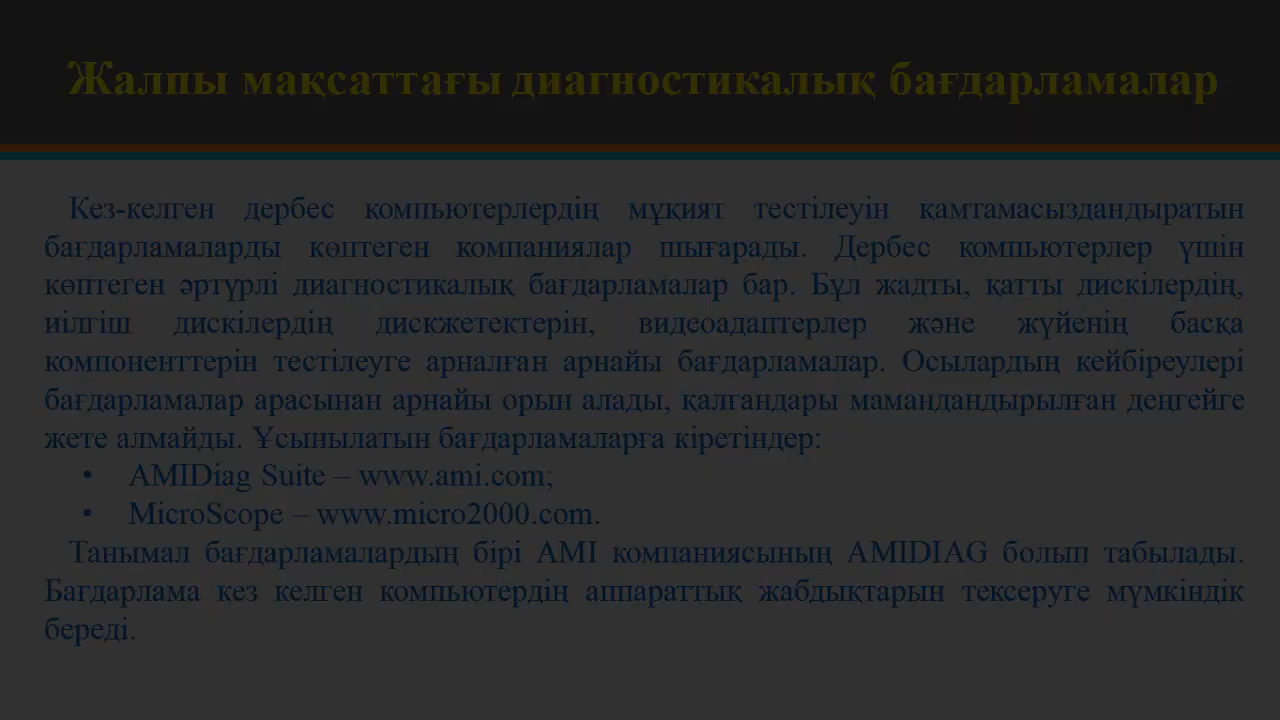 Жалпы мақсаттағы диагностикалық бағдарламалар
Кез-келген дербес компьютерлердің мұқият тестілеуін қамтамасыздандыратын
бағдарламаларды көптеген компаниялар шығарады. Дербес компьютерлер үшін
көптеген әртүрлі диагностикалық бағдарламалар бар. Бұл жадты, қатты дискілердің,
иілгіш дискілердің дискжетектерін, видеоадаптерлер және жүйенің басқа
компоненттерін тестілеуге арналған арнайы бағдарламалар. Осылардың кейбіреулері
бағдарламалар арасынан арнайы орын алады, қалғандары мамандандырылған деңгейге
жете алмайды. Ұсынылатын бағдарламаларға кіретіндер:
• AMIDiag Suite – www.ami.com;
• MicroScope – www.micro2000.com.
Танымал бағдарламалардың бірі AMI компаниясының AMIDIAG болып табылады.
Бағдарлама кез келген компьютердің аппараттық жабдықтарын тексеруге мүмкіндік
береді.